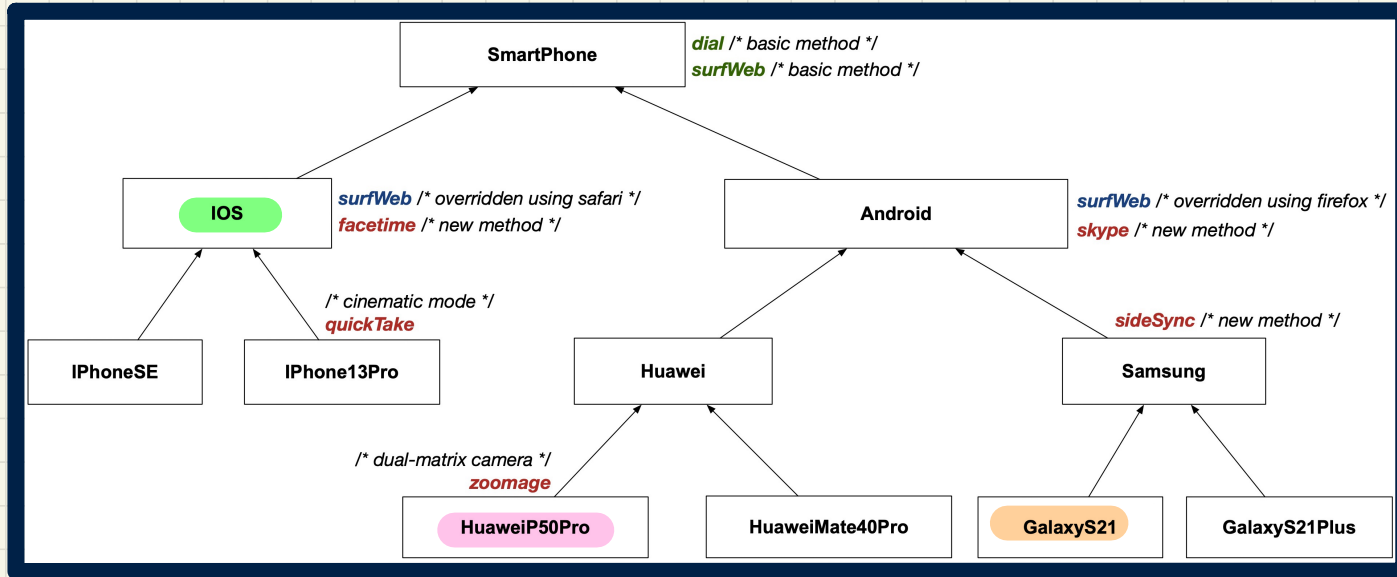 SmartPhone
dial /* basic method */
surfWeb /* basic method */
IOS
surfWeb /* overridden using safari */
facetime /* new method */
Android
surfWeb /* overridden using firefox */
skype /* new method */
/* cinematic mode */
quickTake
sideSync /* new method */
IPhoneSE
IPhone13Pro
Huawei
Samsung
/* dual-matrix camera */
zoomage
HuaweiP50Pro
HuaweiMate40Pro
GalaxyS21
GalaxyS21Plus